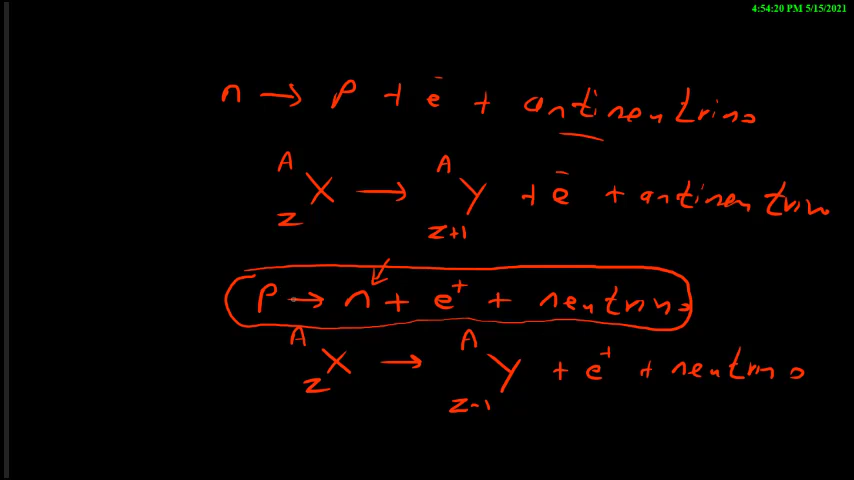 4:54:20 PM 5/15/2021
n → p + e⁻ + antineutrino
ᴬ_Z X → ᴬ_Z+1 Y + e⁻ + antineutrino
p → n + e⁺ + neutrino
ᴬ_Z X → ᴬ_Z-1 Y + e⁺ + neutrino